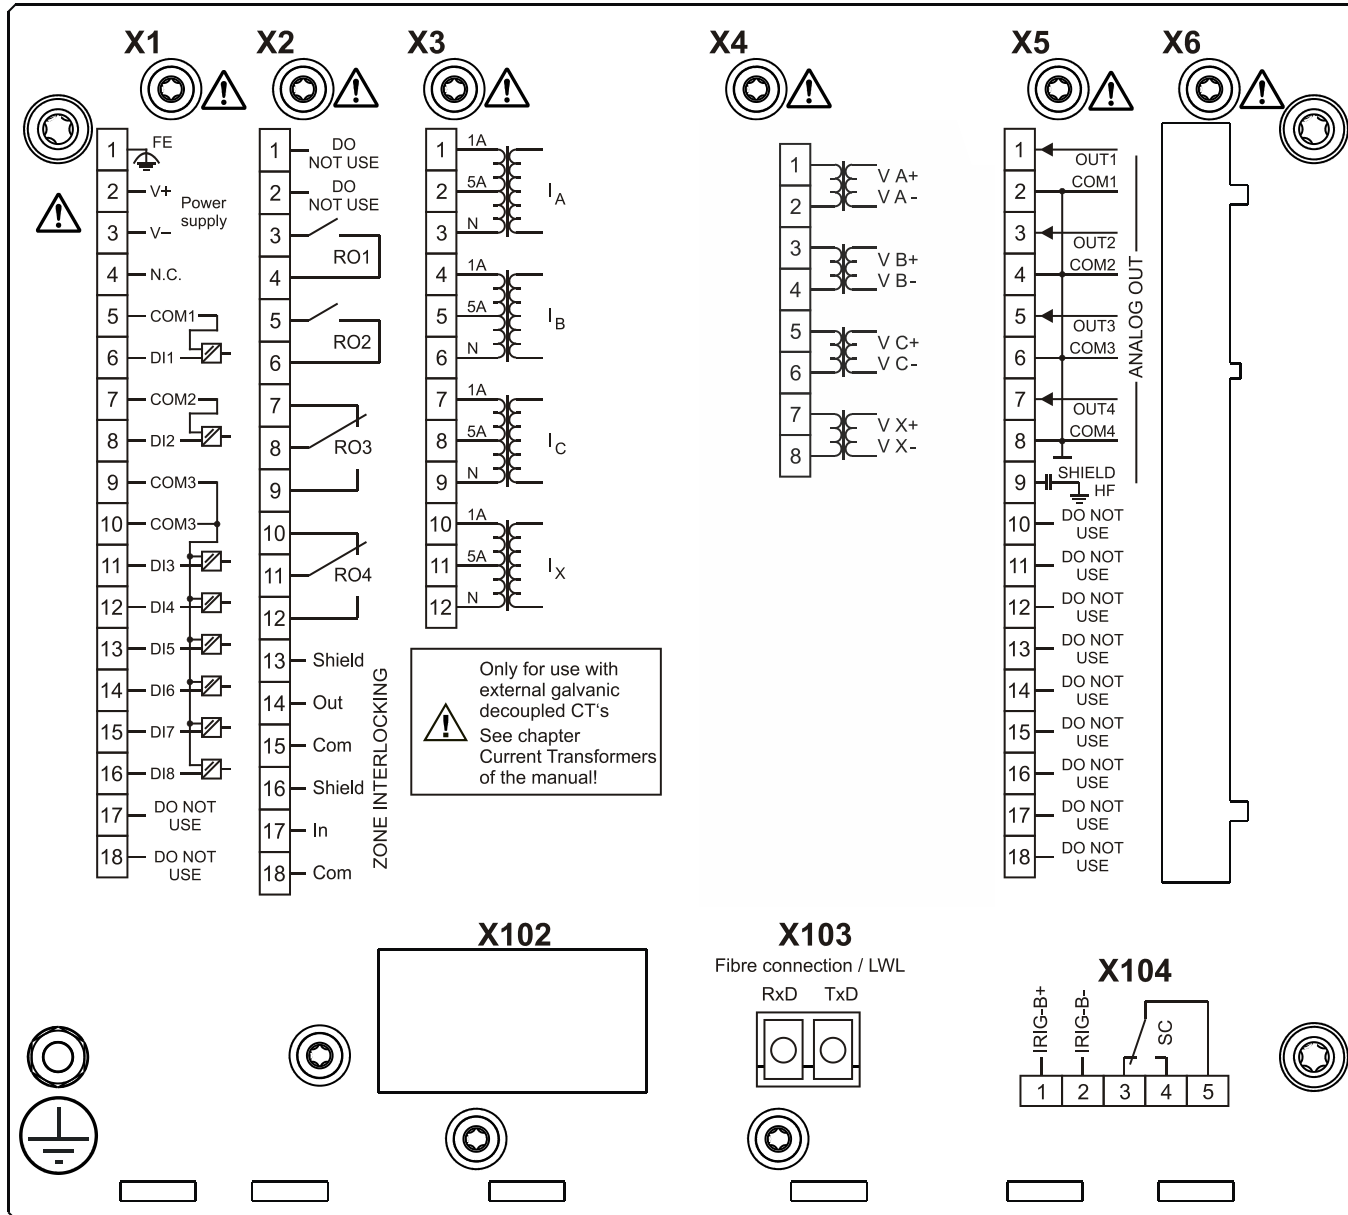 X1
1 FE
2 V+
Power
supply
3 V–
4 N.C.
5 COM1
6 DI1
7 COM2
8 DI2
9 COM3
10 COM3
11 DI3
12 DI4
13 DI5
14 DI6
15 DI7
16 DI8
17 DO NOT
USE
18 DO NOT
USE
X2
1 DO
NOT USE
2 DO
NOT USE
3
RO1
4
5
RO2
6
7
8 RO3
9
10
11 RO4
12
13 Shield
14 Out
15 Com
16 Shield
17 In
18 Com
ZONE INTERLOCKING
X3
1 1A
2 5A
I A
3 N
4 1A
5 5A
I B
6 N
7 1A
8 5A
I C
9 N
10 1A
11 5A
I X
12 N
Only for use with
external galvanic
decoupled CT's
See chapter
Current Transformers
of the manual!
X4
1 V A+
2 V A-
3 V B+
4 V B-
5 V C+
6 V C-
7 V X+
8 V X-
X5
1 OUT1
2 COM1
3 OUT2
4 COM2
5 OUT3
6 COM3
7 OUT4
8 COM4
ANALOG OUT
9 SHIELD
HF
10 DO NOT
USE
11 DO NOT
USE
12 DO NOT
USE
13 DO NOT
USE
14 DO NOT
USE
15 DO NOT
USE
16 DO NOT
USE
17 DO NOT
USE
18 DO NOT
USE
X6
X102
X103
Fibre connection / LWL
RxD TxD
X104
IRIG-B+
IRIG-B-
SC
1 2 3 4 5